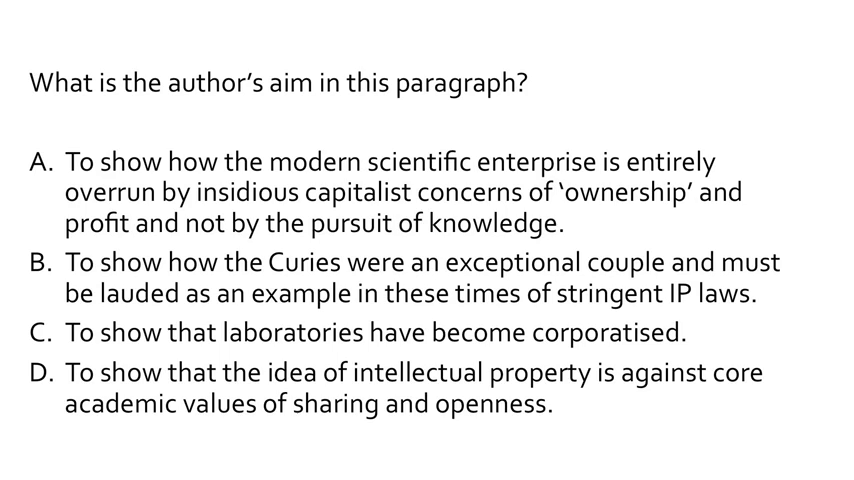 What is the author’s aim in this paragraph?
A. To show how the modern scientific enterprise is entirely
overrun by insidious capitalist concerns of ‘ownership’ and
profit and not by the pursuit of knowledge.
B. To show how the Curies were an exceptional couple and must
be lauded as an example in these times of stringent IP laws.
C. To show that laboratories have become corporatised.
D. To show that the idea of intellectual property is against core
academic values of sharing and openness.